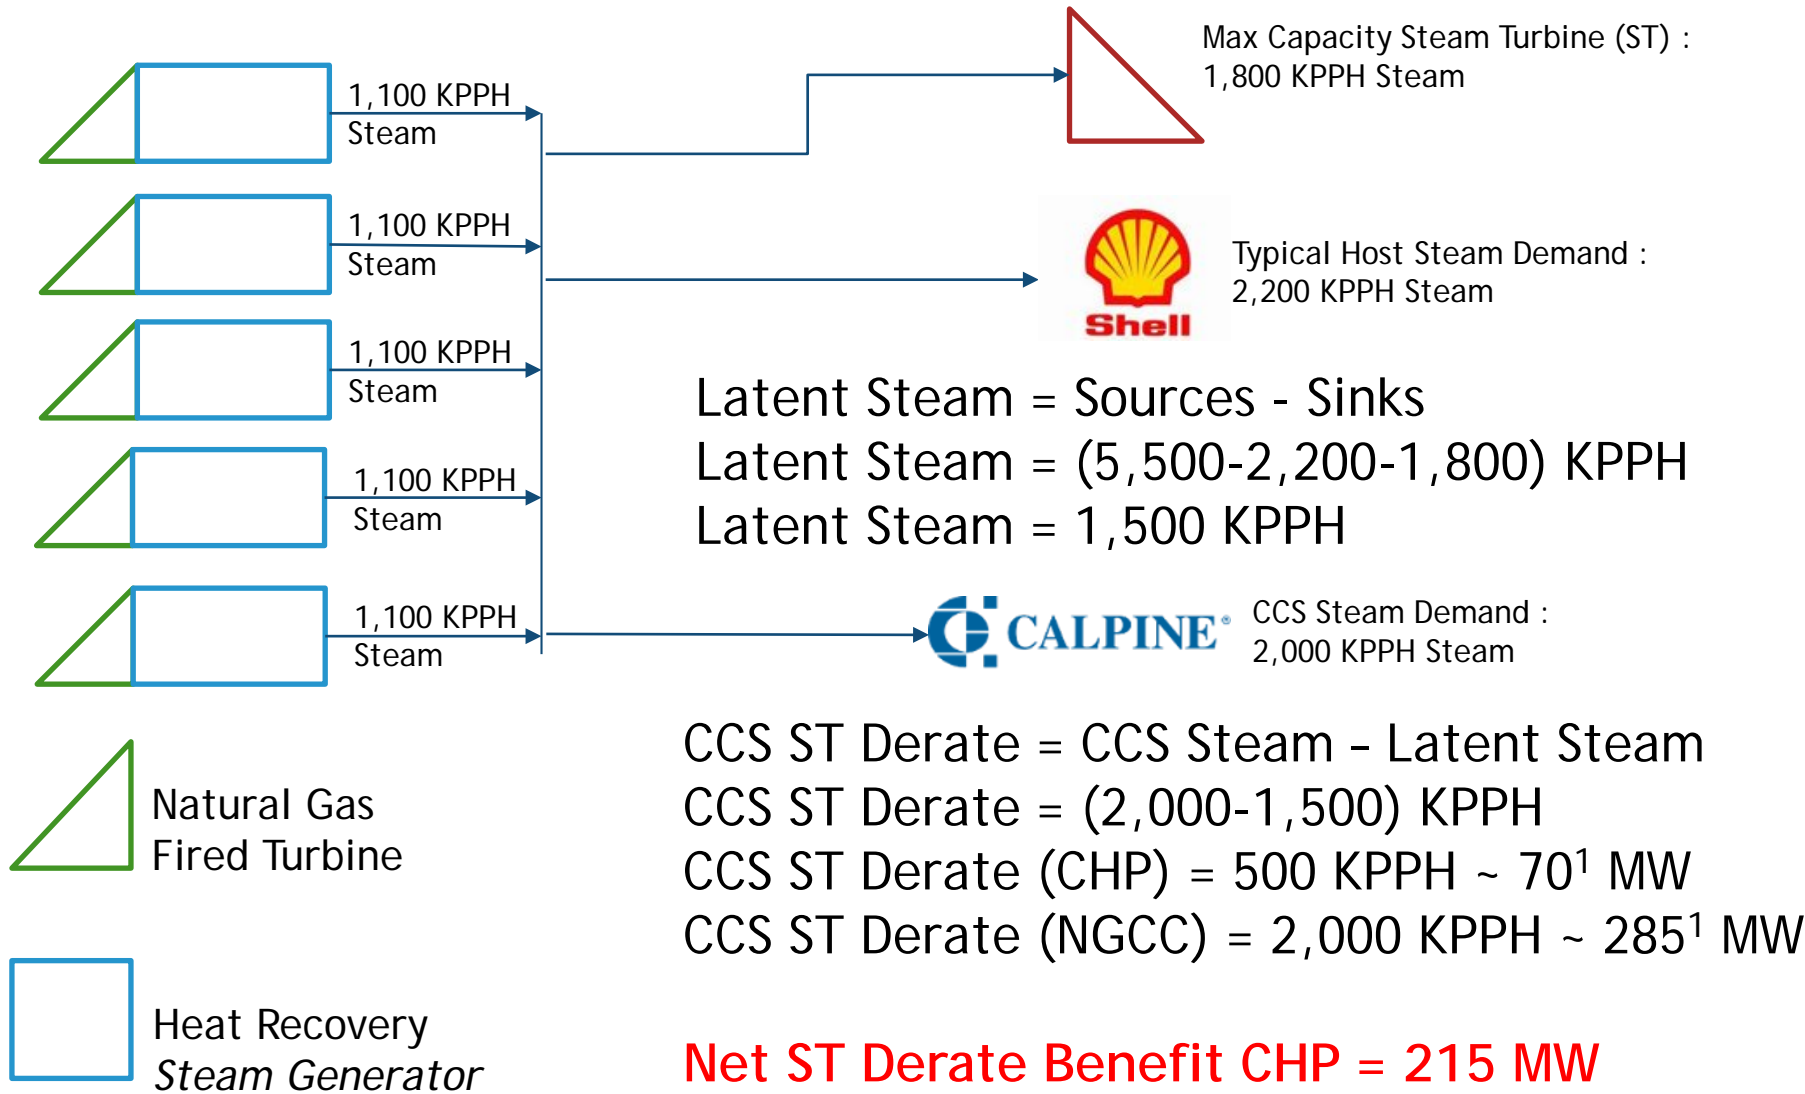 1,100 KPPH
Steam
1,100 KPPH
Steam
1,100 KPPH
Steam
1,100 KPPH
Steam
1,100 KPPH
Steam
Max Capacity Steam Turbine (ST) :
1,800 KPPH Steam
Shell
Typical Host Steam Demand :
2,200 KPPH Steam
Latent Steam = Sources - Sinks
Latent Steam = (5,500-2,200-1,800) KPPH
Latent Steam = 1,500 KPPH
CALPINE®
CCS Steam Demand :
2,000 KPPH Steam
CCS ST Derate = CCS Steam – Latent Steam
CCS ST Derate = (2,000-1,500) KPPH
CCS ST Derate (CHP) = 500 KPPH ~ 70¹ MW
CCS ST Derate (NGCC) = 2,000 KPPH ~ 285¹ MW
Net ST Derate Benefit CHP = 215 MW
Natural Gas
Fired Turbine
Heat Recovery
Steam Generator